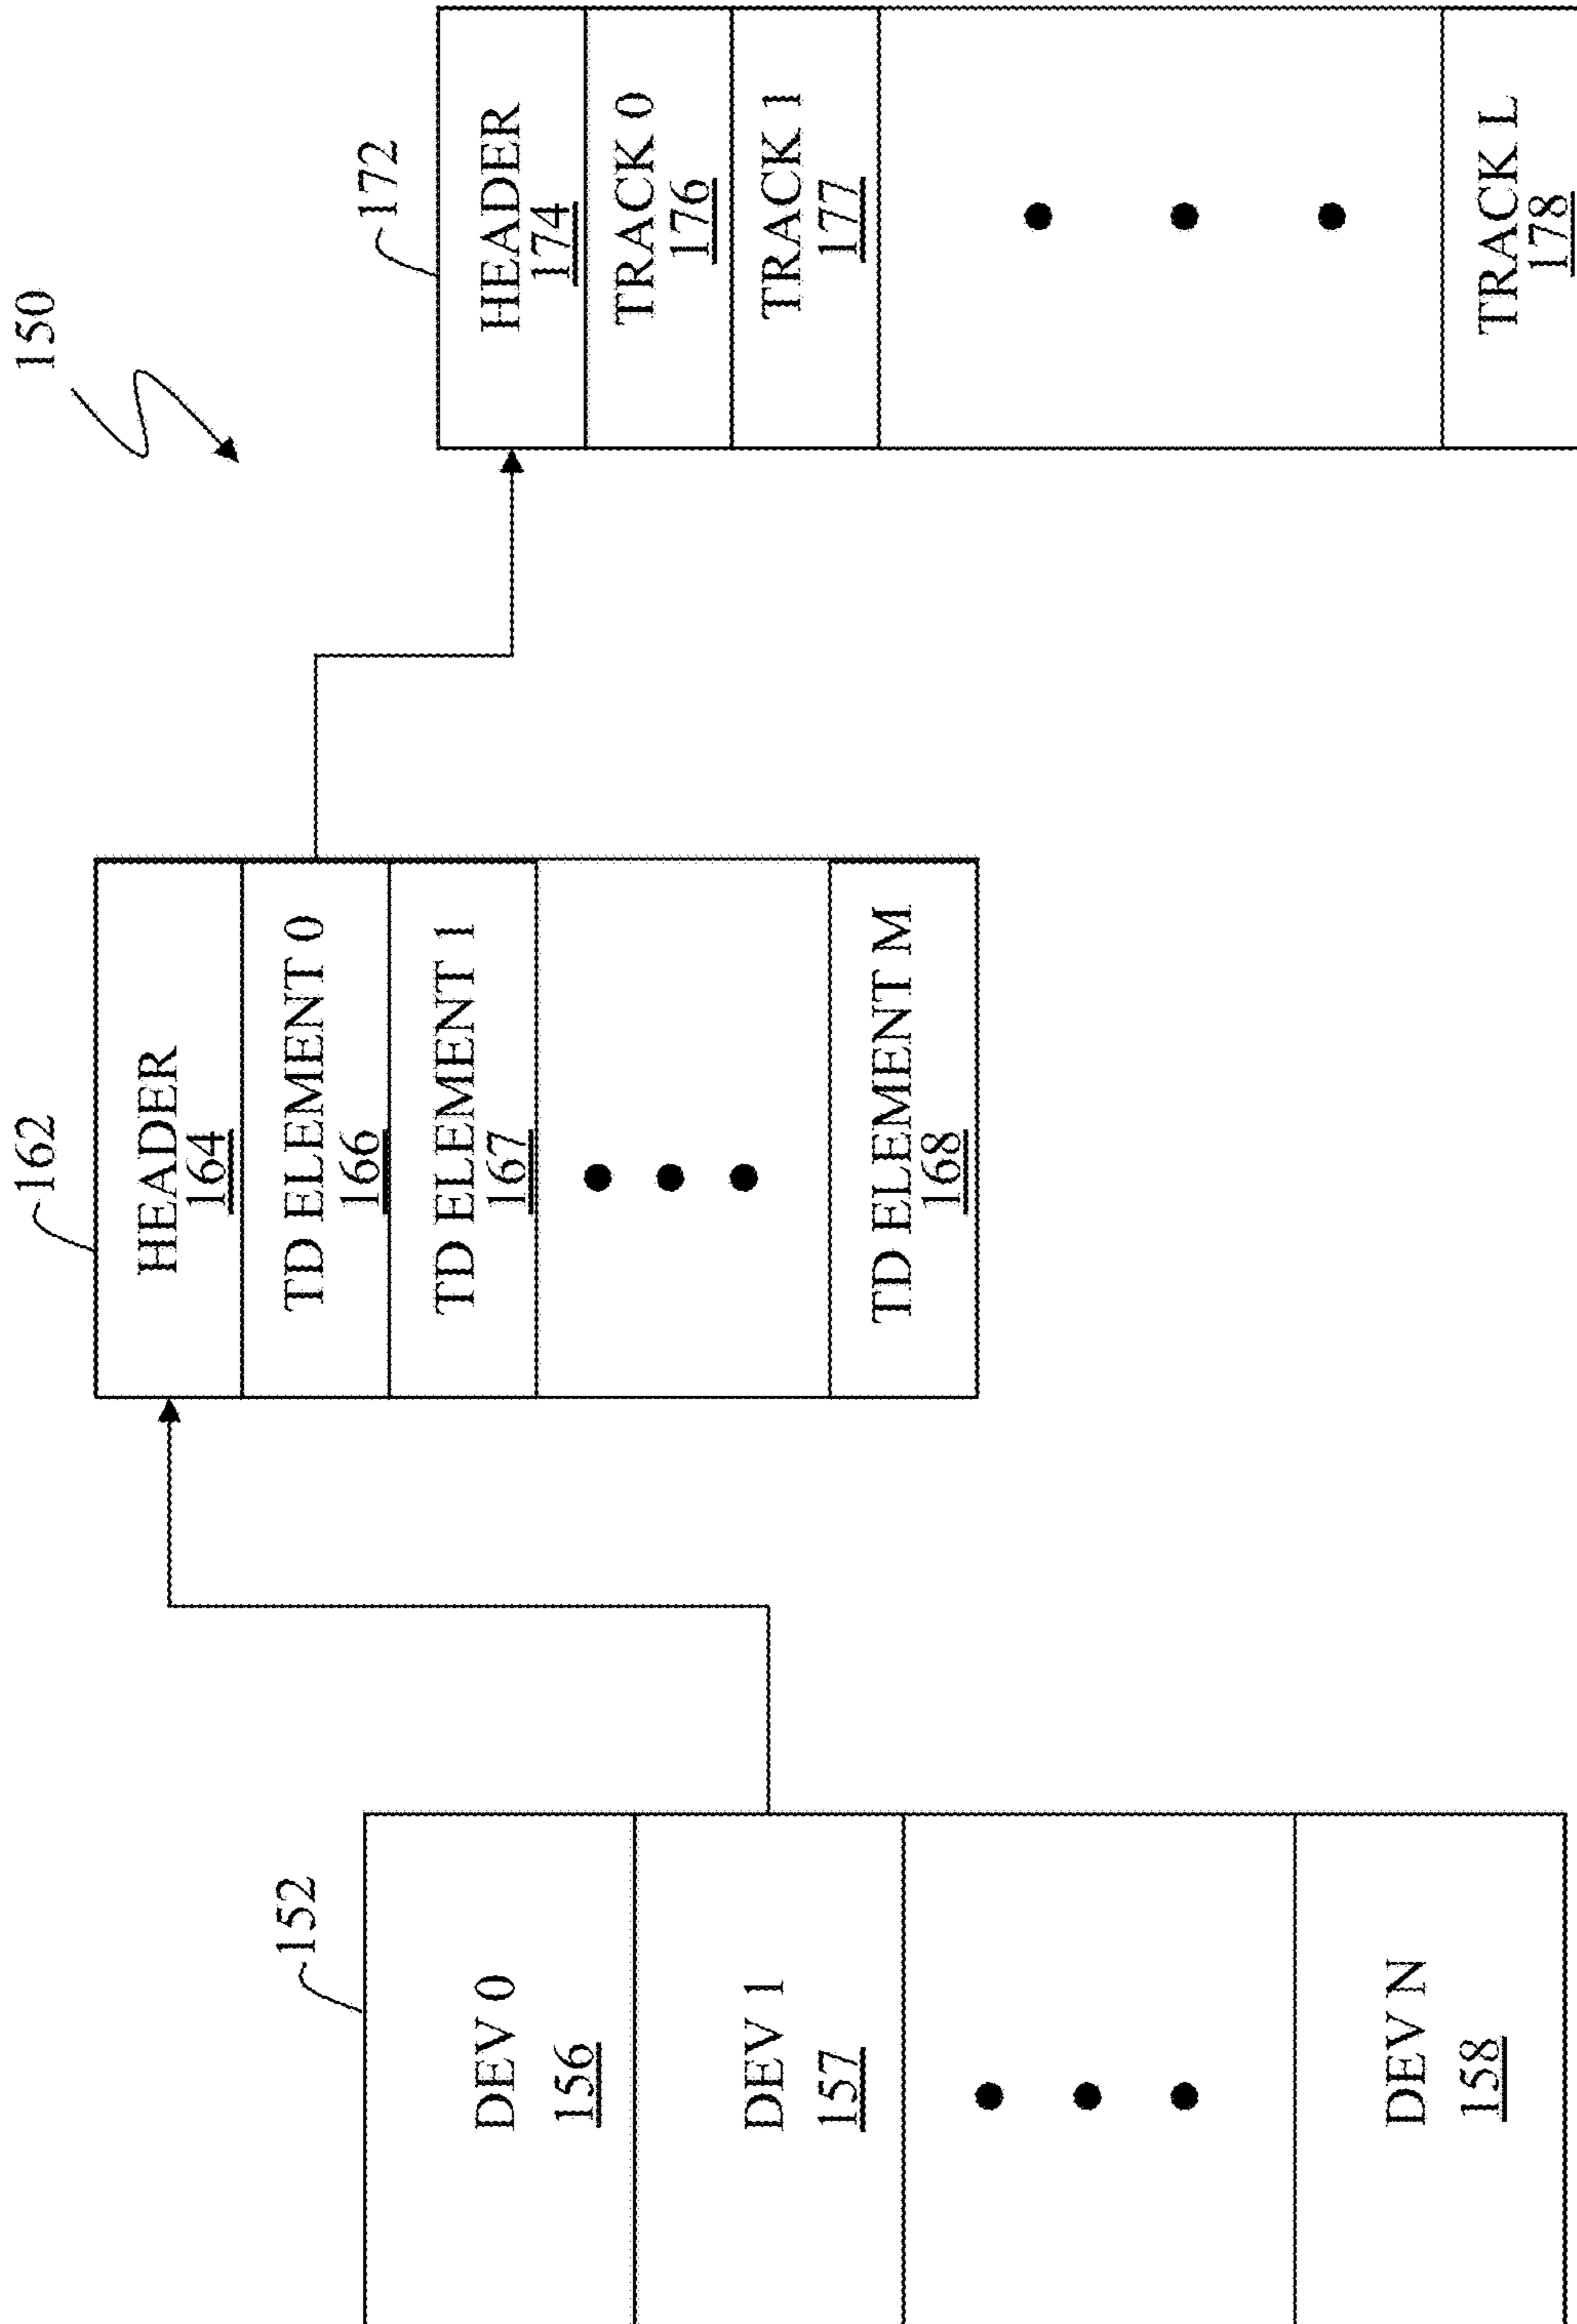 150
152
DEV 0
156
DEV 1
157
DEV N
158
162
HEADER
164
TD ELEMENT 0
166
TD ELEMENT 1
167
TD ELEMENT M
168
172
HEADER
174
TRACK 0
176
TRACK 1
177
TRACK L
178